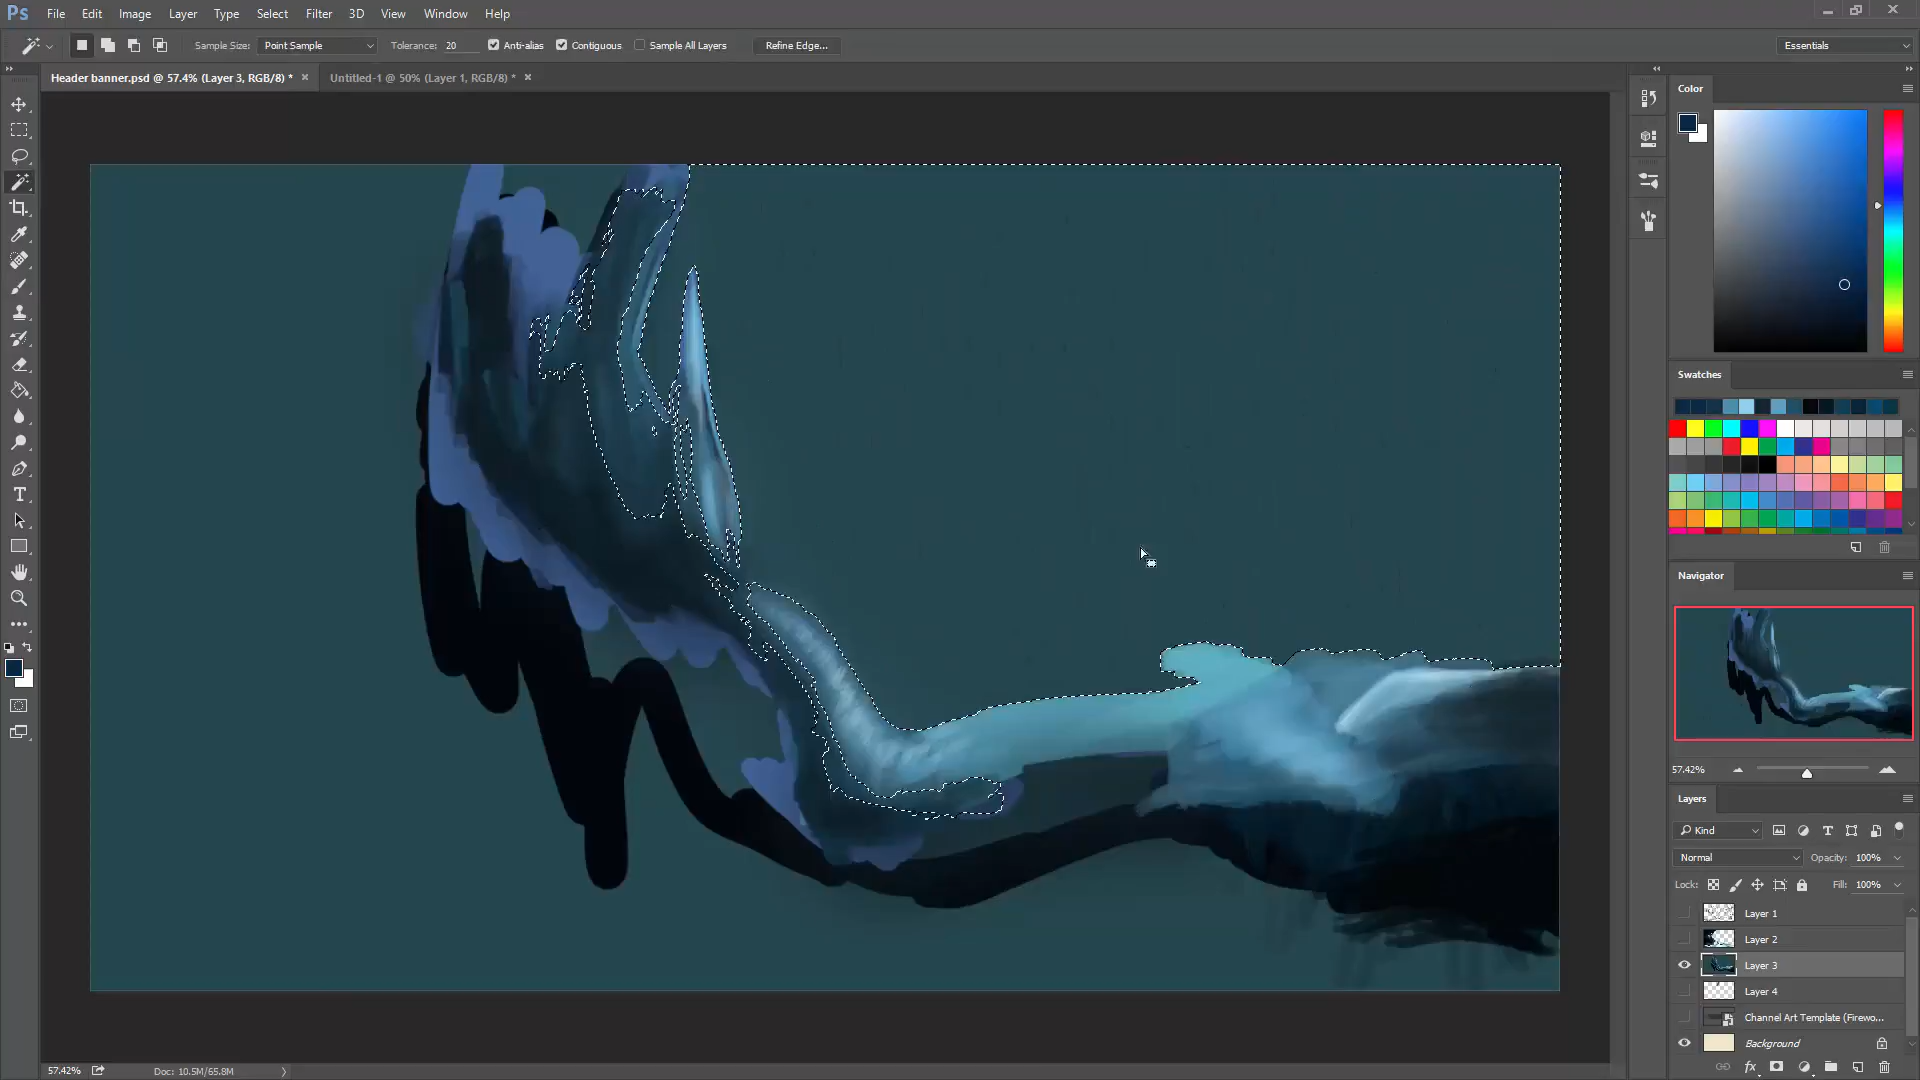 Ps File Edit Image Layer Type Select Filter 3D View Window Help
Sample Size: Point Sample Tolerance: 20 Anti-alias Contiguous Sample All Layers Refine Edge... Essentials
Header banner.psd @ 57.4% (Layer 3, RGB/8) * × Untitled-1 @ 50% (Layer 1, RGB/8) * ×
Color
Swatches
Navigator
57.42%
Layers
Kind
Normal Opacity: 100%
Lock: Fill: 100%
Layer 1
Layer 2
Layer 3
Layer 4
Channel Art Template (Firewo...
Background
57.42% Doc: 10.5M/65.8M